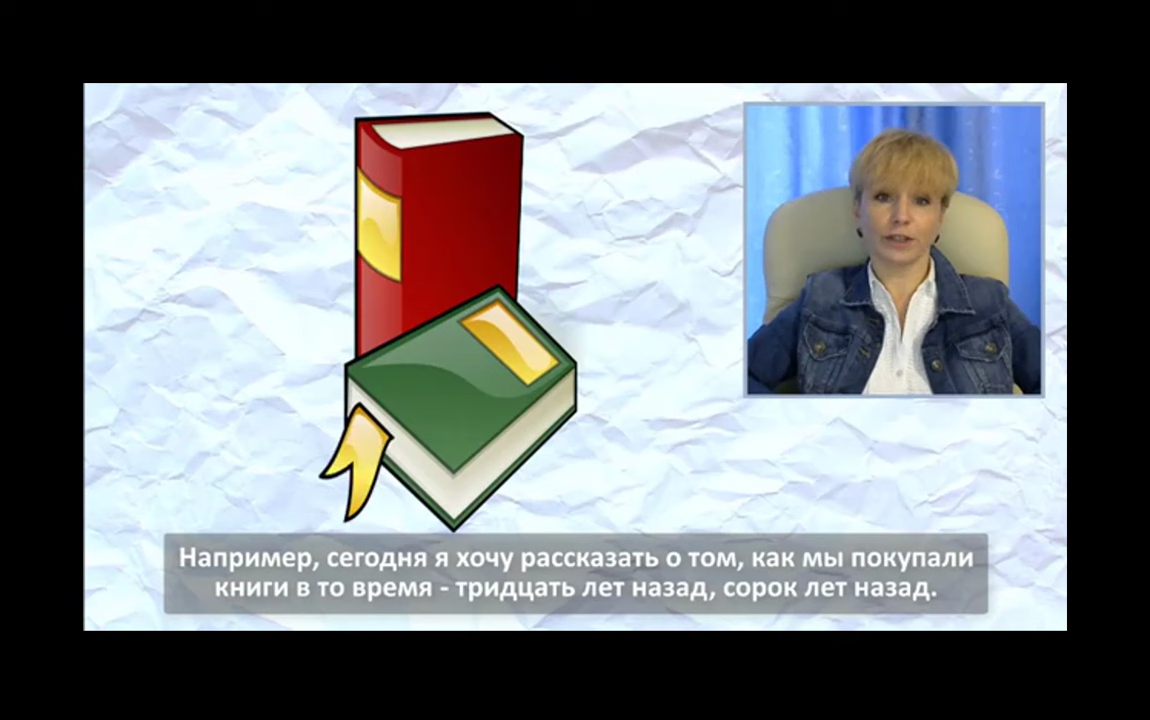 Например, сегодня я хочу рассказать о том, как мы покупали
книги в то время - тридцать лет назад, сорок лет назад.